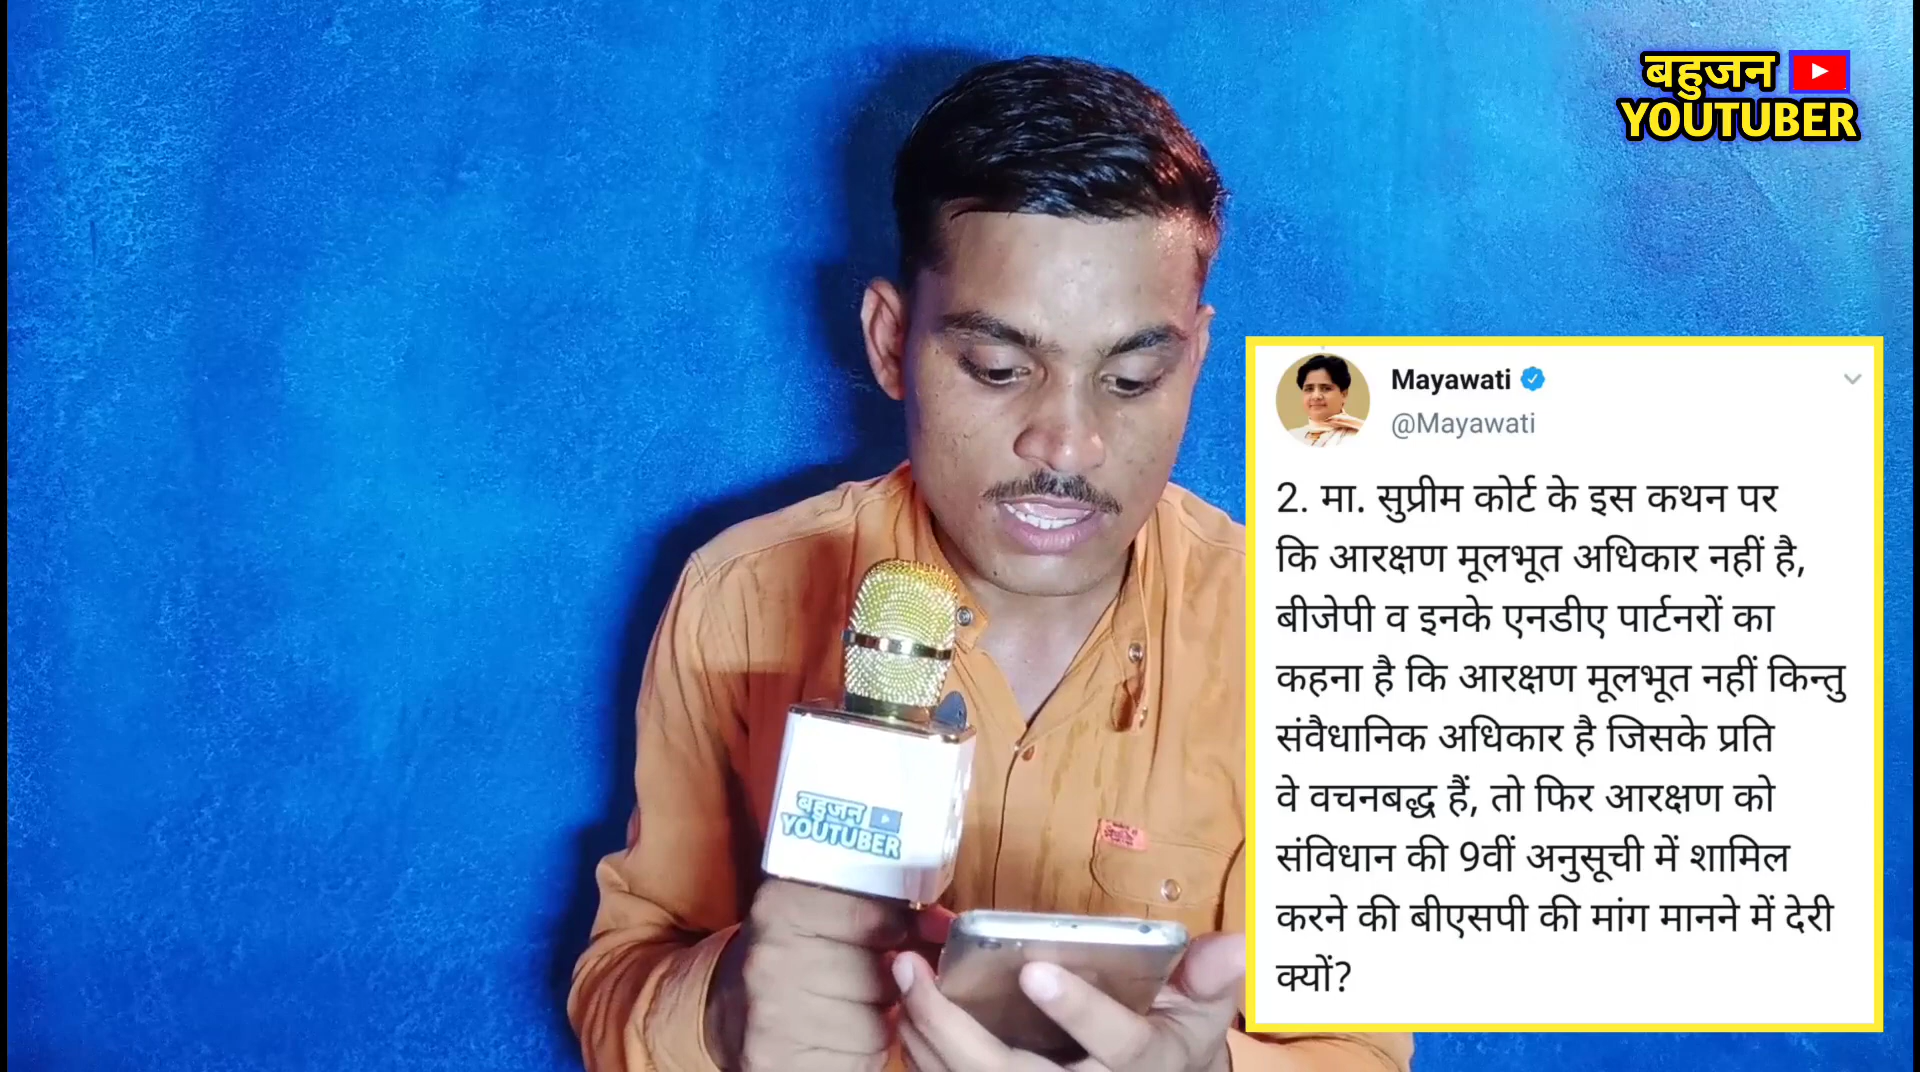 बहुजन
YOUTUBER
Mayawati
@Mayawati
2. मा. सुप्रीम कोर्ट के इस कथन पर
कि आरक्षण मूलभूत अधिकार नहीं है,
बीजेपी व इनके एनडीए पार्टनरों का
कहना है कि आरक्षण मूलभूत नहीं किन्तु
संवैधानिक अधिकार है जिसके प्रति
वे वचनबद्ध हैं, तो फिर आरक्षण को
संविधान की 9वीं अनुसूची में शामिल
करने की बीएसपी की मांग मानने में देरी
क्यों?
बहुजन
YOUTUBER